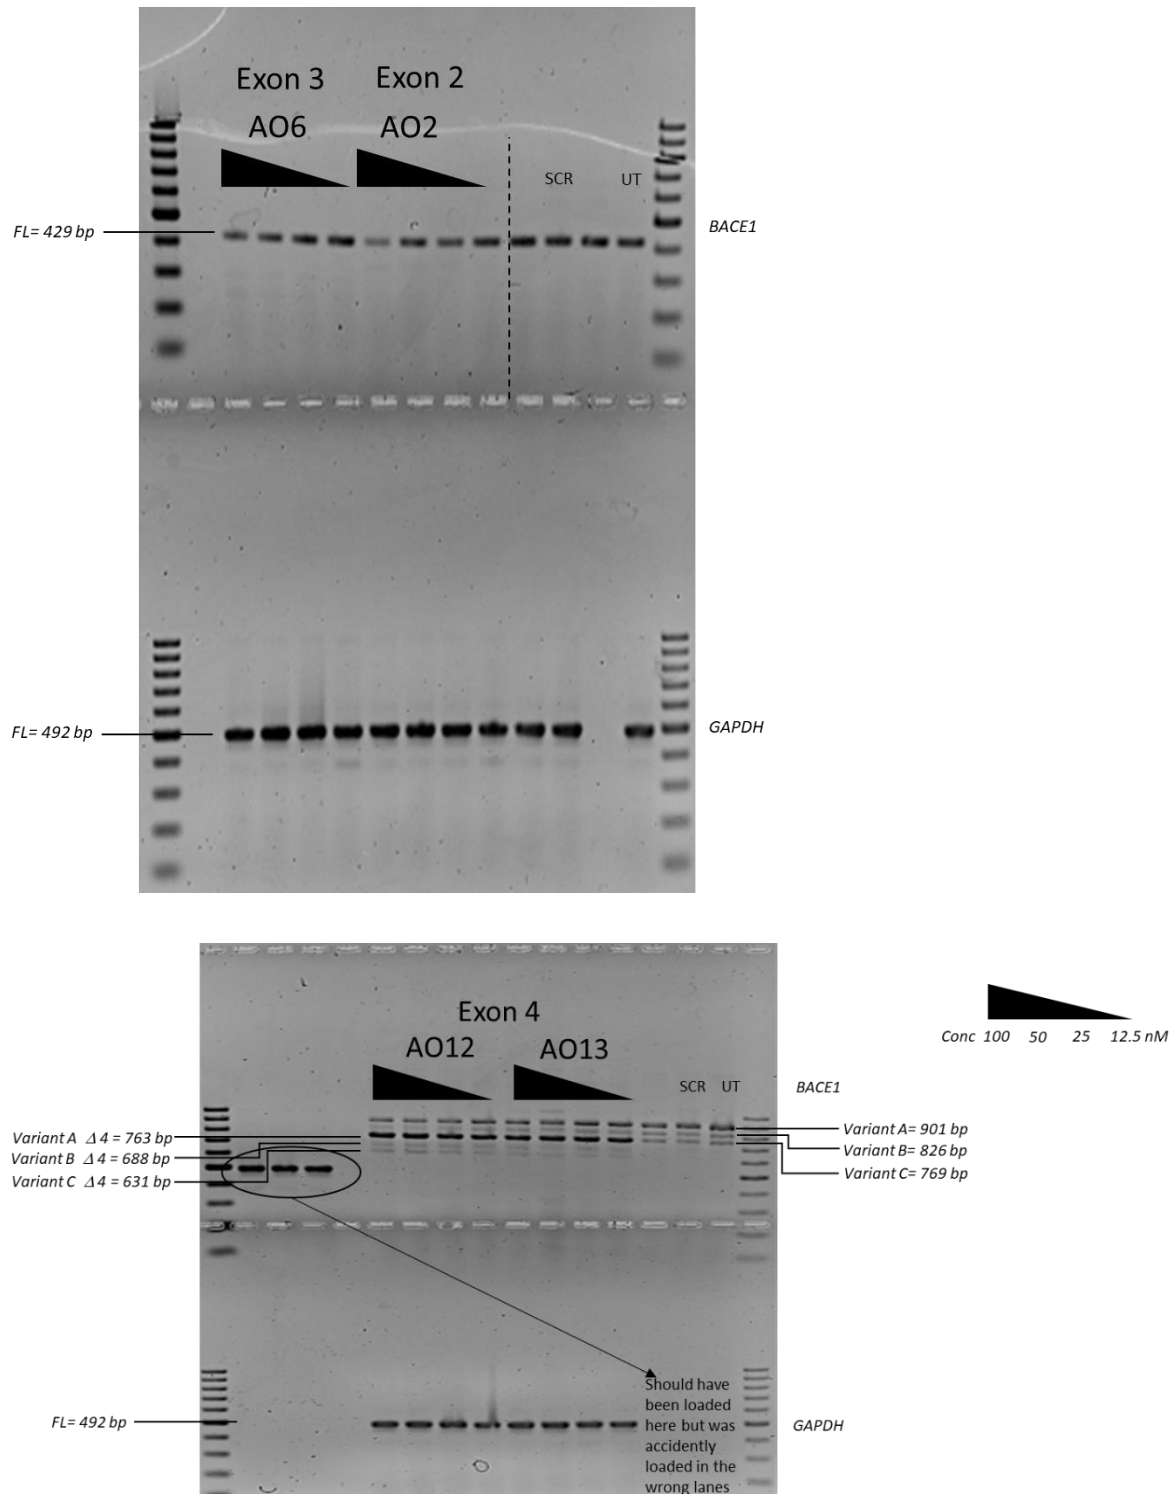 Exon 3 Exon 2
AO6 AO2
SCR UT
FL= 429 bp
BACE1
FL= 492 bp
GAPDH
Exon 4
AO12 AO13
Conc 100 50 25 12.5 nM
SCR UT
BACE1
Variant A Δ 4 = 763 bp
Variant B Δ 4 = 688 bp
Variant C Δ 4 = 631 bp
Variant A= 901 bp
Variant B= 826 bp
Variant C= 769 bp
Should have
been loaded
here but was
accidently
loaded in the
wrong lanes
FL= 492 bp
GAPDH